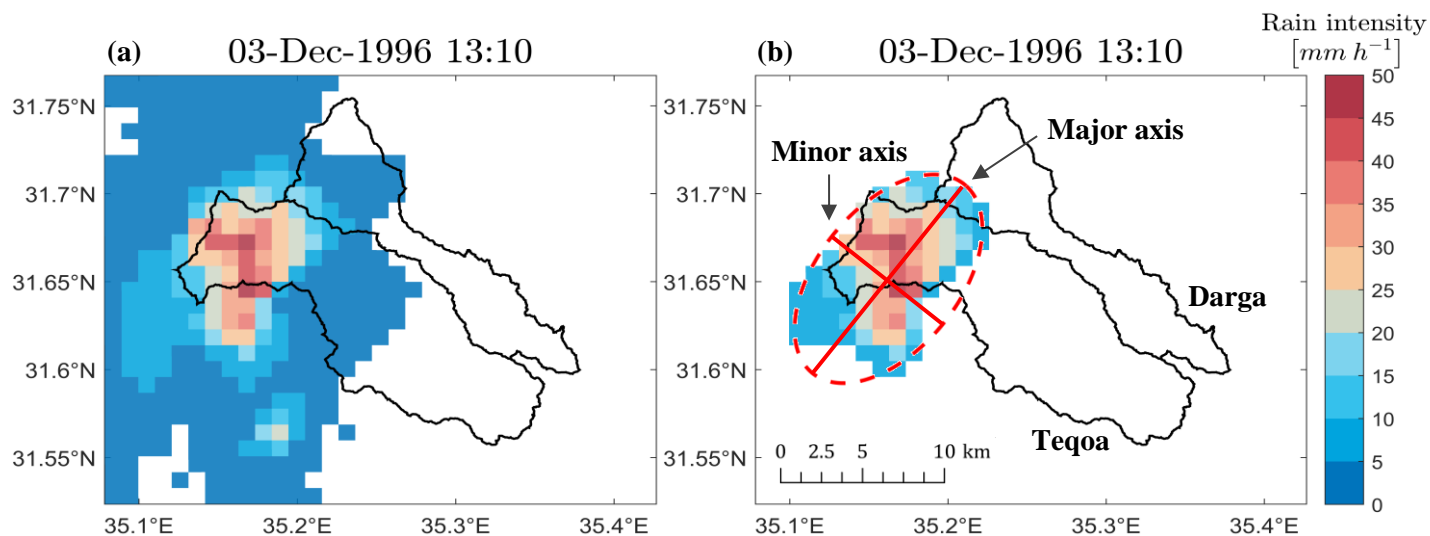 (a) 03-Dec-1996 13:10
31.75°N
31.7°N
31.65°N
31.6°N
31.55°N
35.1°E 35.2°E 35.3°E 35.4°E
(b) 03-Dec-1996 13:10
31.75°N
31.7°N
31.65°N
31.6°N
31.55°N
35.1°E 35.2°E 35.3°E 35.4°E
Major axis
Minor axis
Darga
Teqoa
0 2.5 5 10 km
Rain intensity
[mm h⁻¹]
50
45
40
35
30
25
20
15
10
5
0